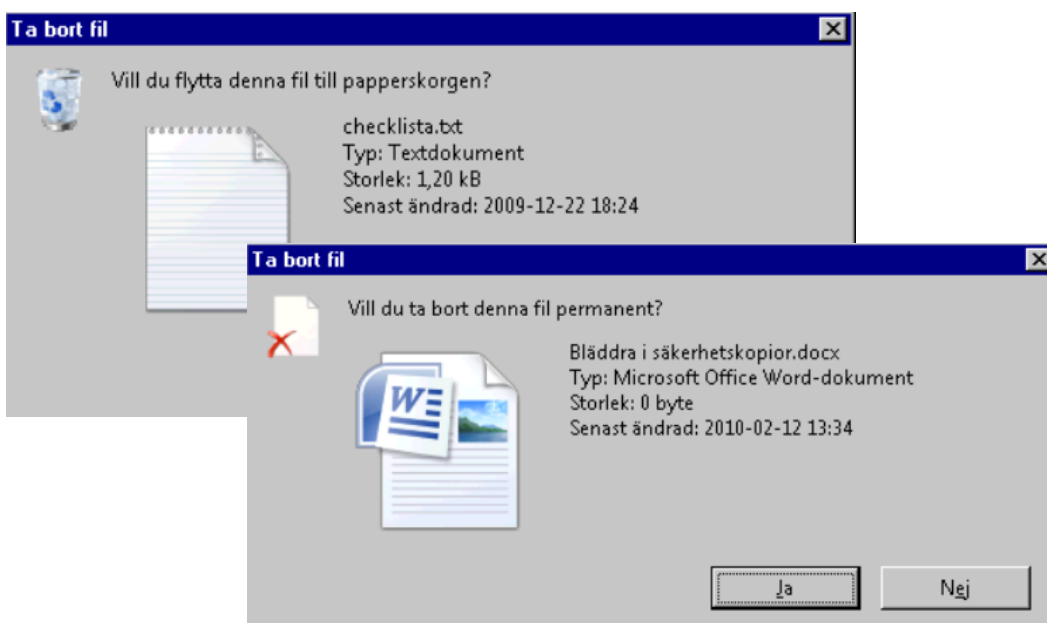 Ta bort fil
Vill du flytta denna fil till papperskorgen?
checklista.txt
Typ: Textdokument
Storlek: 1,20 kB
Senast ändrad: 2009-12-22 18:24
Ta bort fil
Vill du ta bort denna fil permanent?
Bläddra i säkerhetskopior.docx
Typ: Microsoft Office Word-dokument
Storlek: 0 byte
Senast ändrad: 2010-02-12 13:34
W
Ja
Nej